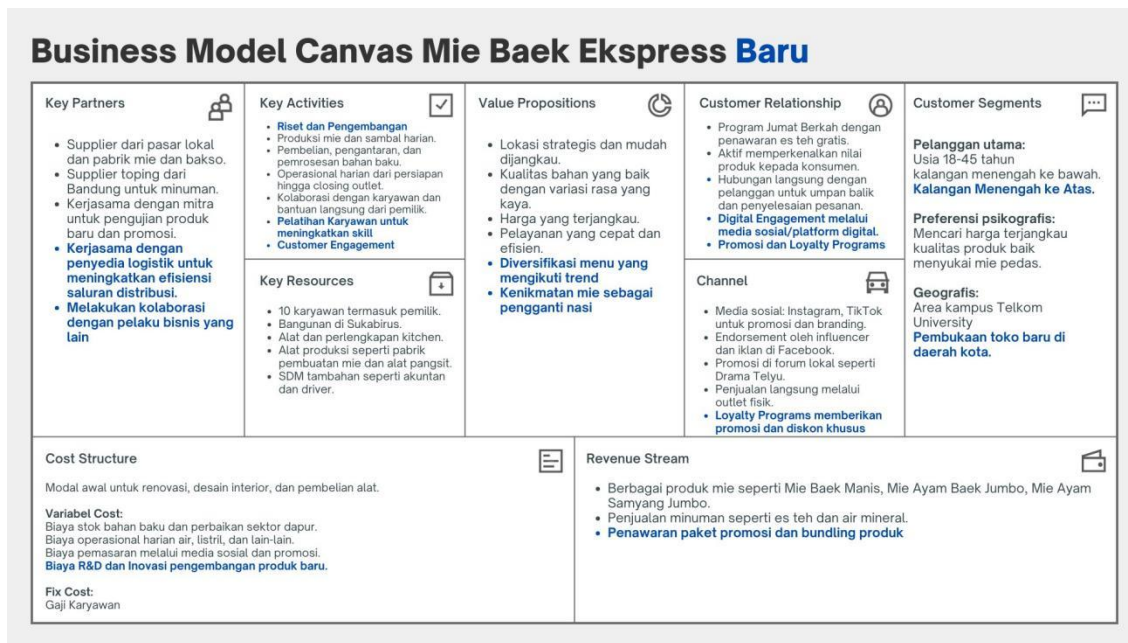 Business Model Canvas Mie Baek Ekspress Baru
Key Partners
• Supplier dari pasar lokal
dan pabrik mie dan bakso.
• Supplier toping dari
Bandung untuk minuman.
• Kerjasama dengan mitra
untuk pengujian produk
baru dan promosi.
• Kerjasama dengan
penyedia logistik untuk
meningkatkan efisiensi
saluran distribusi.
• Melakukan kolaborasi
dengan pelaku bisnis yang
lain
Key Activities
• Riset dan Pengembangan
• Produksi mie dan sambal harian.
• Pembelian, pengantaran, dan
pemrosesan bahan baku.
• Operasional harian dari persiapan
hingga closing outlet.
• Kolaborasi dengan karyawan dan
bantuan langsung dari pemilik.
• Pelatihan Karyawan untuk
meningkatkan skill
• Customer Engagement
Key Resources
• 10 karyawan termasuk pemilik.
• Bangunan di Sukabirus.
• Alat dan perlengkapan kitchen.
• Alat produksi seperti pabrik
pembuatan mie dan alat pangsit.
• SDM tambahan seperti akuntan
dan driver.
Value Propositions
• Lokasi strategis dan mudah
dijangkau.
• Kualitas bahan yang baik
dengan variasi rasa yang
kaya.
• Harga yang terjangkau.
• Pelayanan yang cepat dan
efisien.
• Diversifikasi menu yang
mengikuti trend
• Kenikmatan mie sebagai
pengganti nasi
Customer Relationship
• Program Jumat Berkah dengan
penawaran es teh gratis.
• Aktif memperkenalkan nilai
produk kepada konsumen.
• Hubungan langsung dengan
pelanggan untuk umpan balik
dan penyelesaian pesanan.
• Digital Engagement melalui
media sosial/platform digital.
• Promosi dan Loyalty Programs
Channel
• Media sosial: Instagram, TikTok
untuk promosi dan branding.
• Endorsement oleh influencer
dan iklan di Facebook.
• Promosi di forum lokal seperti
Drama Telyu.
• Penjualan langsung melalui
outlet fisik.
• Loyalty Programs memberikan
promosi dan diskon khusus
Customer Segments
Pelanggan utama:
Usia 18-45 tahun
kalangan menengah ke bawah.
Kalangan Menengah ke Atas.
Preferensi psikografis:
Mencari harga terjangkau
kualitas produk baik
menyukai mie pedas.
Geografis:
Area kampus Telkom
University
Pembukaan toko baru di
daerah kota.
Cost Structure
Modal awal untuk renovasi, desain interior, dan pembelian alat.
Variabel Cost:
Biaya stok bahan baku dan perbaikan sektor dapur.
Biaya operasional harian air, listril, dan lain-lain.
Biaya pemasaran melalui media sosial dan promosi.
Biaya R&D dan Inovasi pengembangan produk baru.
Fix Cost:
Gaji Karyawan
Revenue Stream
• Berbagai produk mie seperti Mie Baek Manis, Mie Ayam Baek Jumbo, Mie Ayam
Samyang Jumbo.
• Penjualan minuman seperti es teh dan air mineral.
• Penawaran paket promosi dan bundling produk